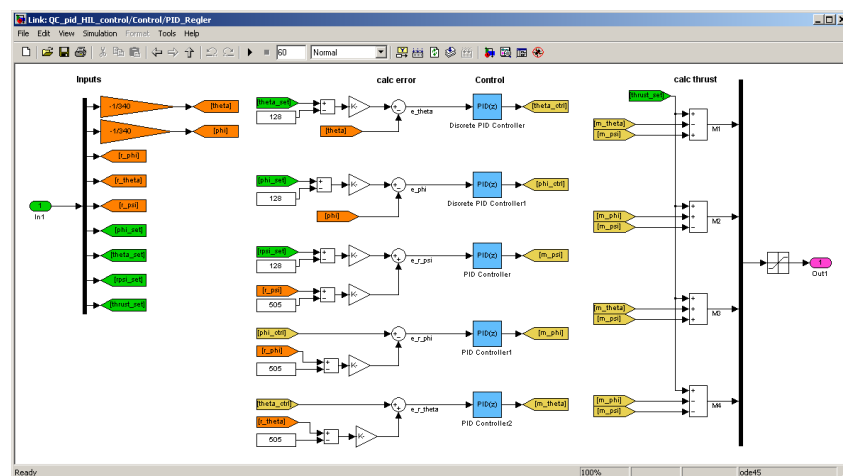 Link: QC_pid_HIL_control/Control/PID_Regler
File Edit View Simulation Format Tools Help
60 Normal
Inputs calc error Control calc thrust
-1/340 [theta]
-1/340 [phi]
[r_phi]
[r_theta]
[r_psi]
[phi_set]
[theta_set]
[rpsi_set]
[thrust_set]
1
In1
[theta_set]
128
K-
[theta]
e_theta
PID(z)
Discrete PID Controller
[theta_ctrl]
[phi_set]
128
K-
[phi]
e_phi
PID(z)
Discrete PID Controller1
[phi_ctrl]
[rpsi_set]
128
K-
[r_psi]
505
K-
e_r_psi
PID(z)
PID Controller
[m_psi]
[phi_ctrl]
[r_phi]
505
K-
e_r_phi
PID(z)
PID Controller1
[m_phi]
[theta_ctrl]
[r_theta]
505
K-
e_r_theta
PID(z)
PID Controller2
[m_theta]
[thrust_set]
[m_theta]
[m_psi]
M1
[m_phi]
[m_psi]
M2
[m_theta]
[m_psi]
M3
[m_phi]
[m_psi]
M4
1
Out1
Ready 100% ode45